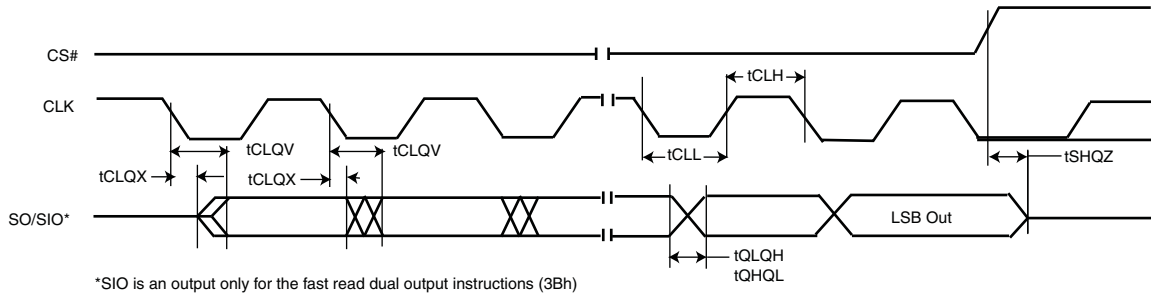 CS#
tCLH
CLK
tCLQV
tCLQV
tCLL
tSHQZ
tCLQX
tCLQX
SO/SIO*
LSB Out
tQLQH
tQHQL
*SIO is an output only for the fast read dual output instructions (3Bh)